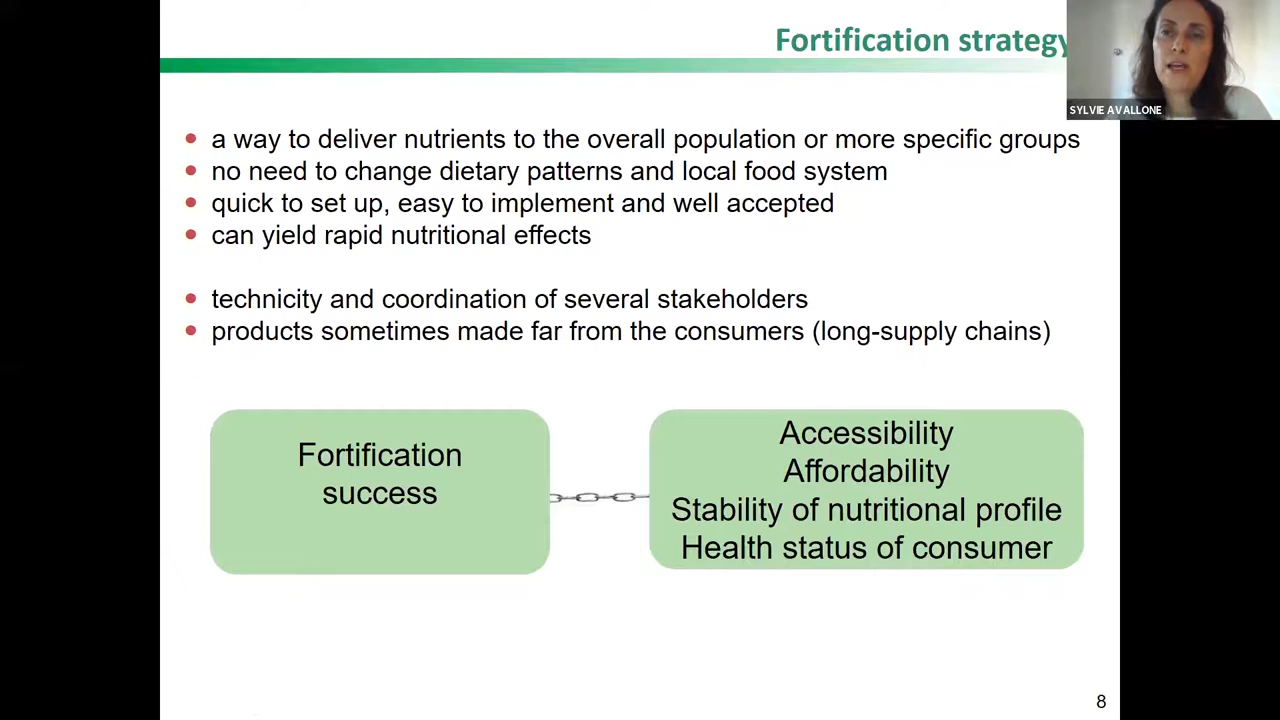 Fortification strategy
SYLVIE AVALLONE
• a way to deliver nutrients to the overall population or more specific groups
• no need to change dietary patterns and local food system
• quick to set up, easy to implement and well accepted
• can yield rapid nutritional effects
• technicity and coordination of several stakeholders
• products sometimes made far from the consumers (long-supply chains)
Fortification
success
Accessibility
Affordability
Stability of nutritional profile
Health status of consumer
8